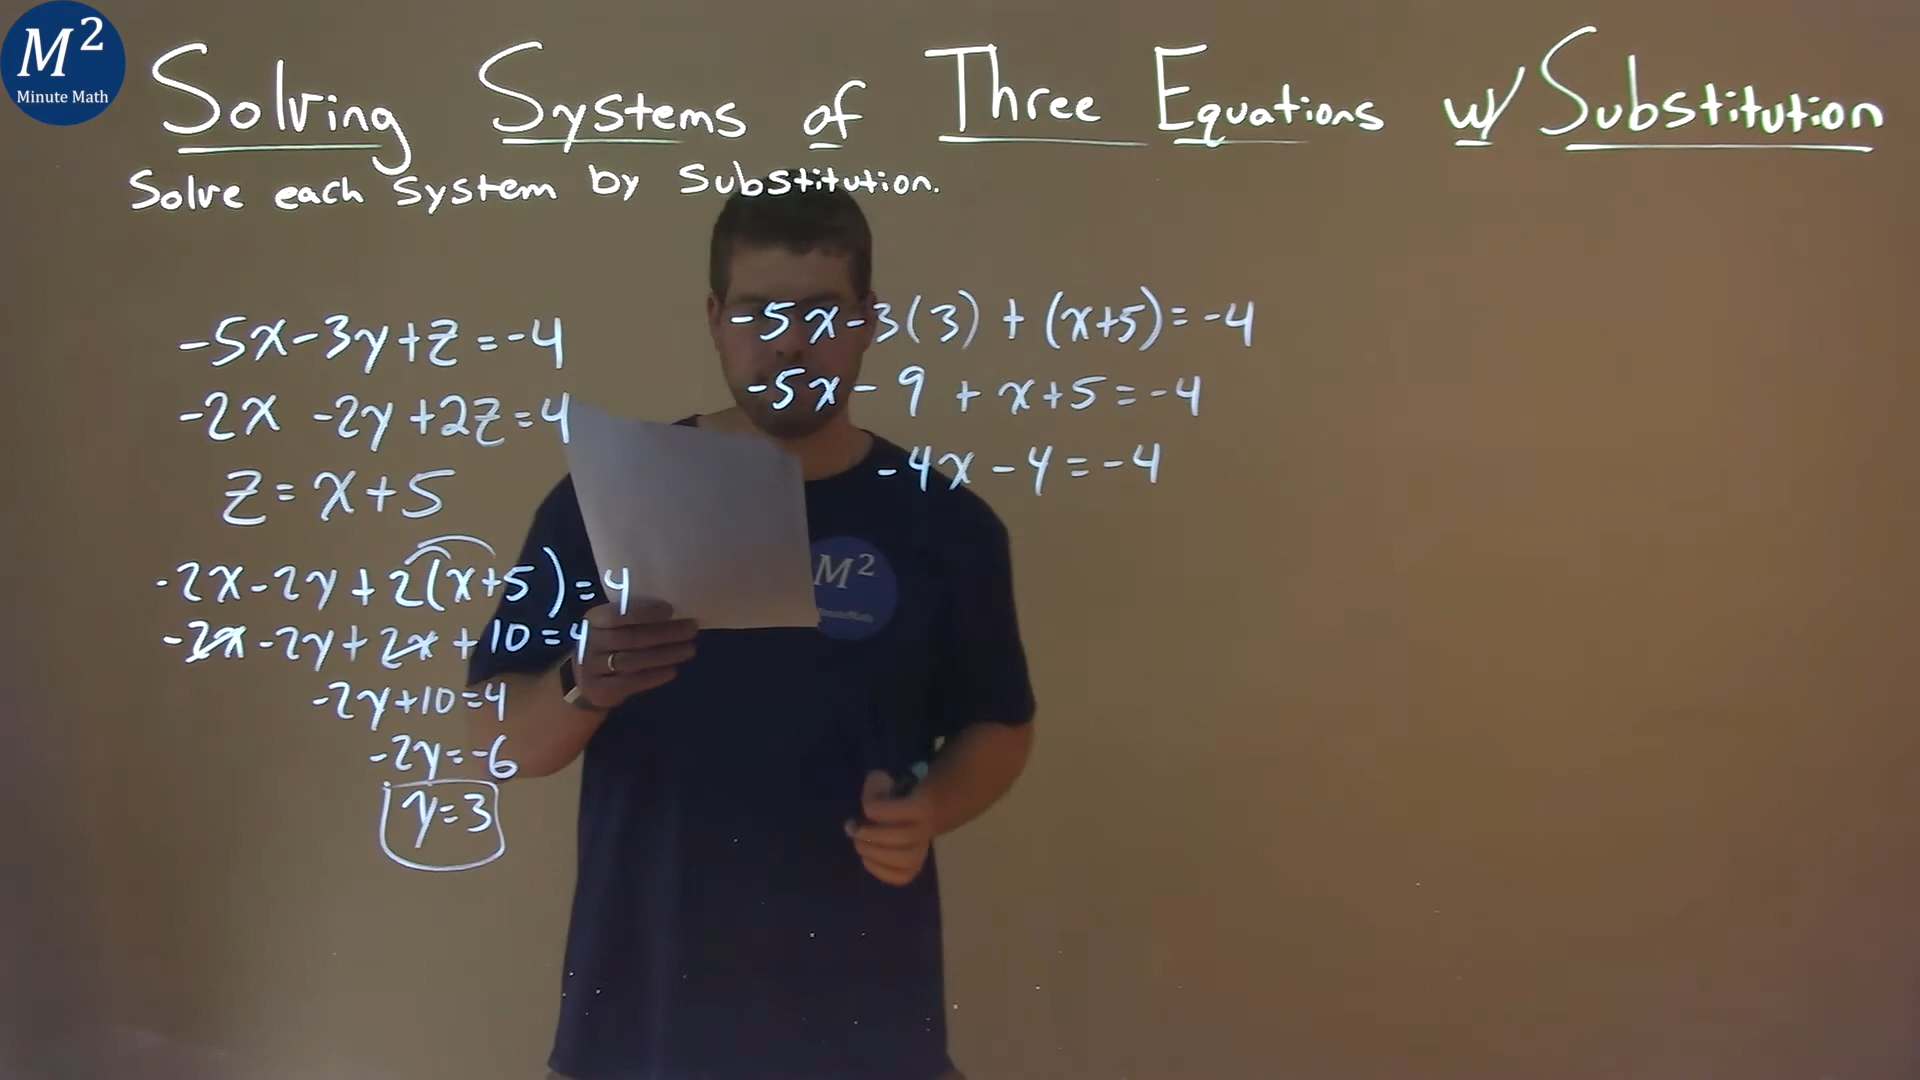 M²
Minute Math
Solving Systems of Three Equations w/ Substitution
Solve each system by Substitution.
-5x-3y+z=-4
-2x -2y+2z=4
z=x+5
-2x-2y+2(x+5)=4
-2x-2y+2x+10=4
-2y+10=4
-2y=-6
y=3
-5x-3(3)+(x+5)=-4
-5x-9+x+5=-4
-4x-4=-4
M²
MinuteMath